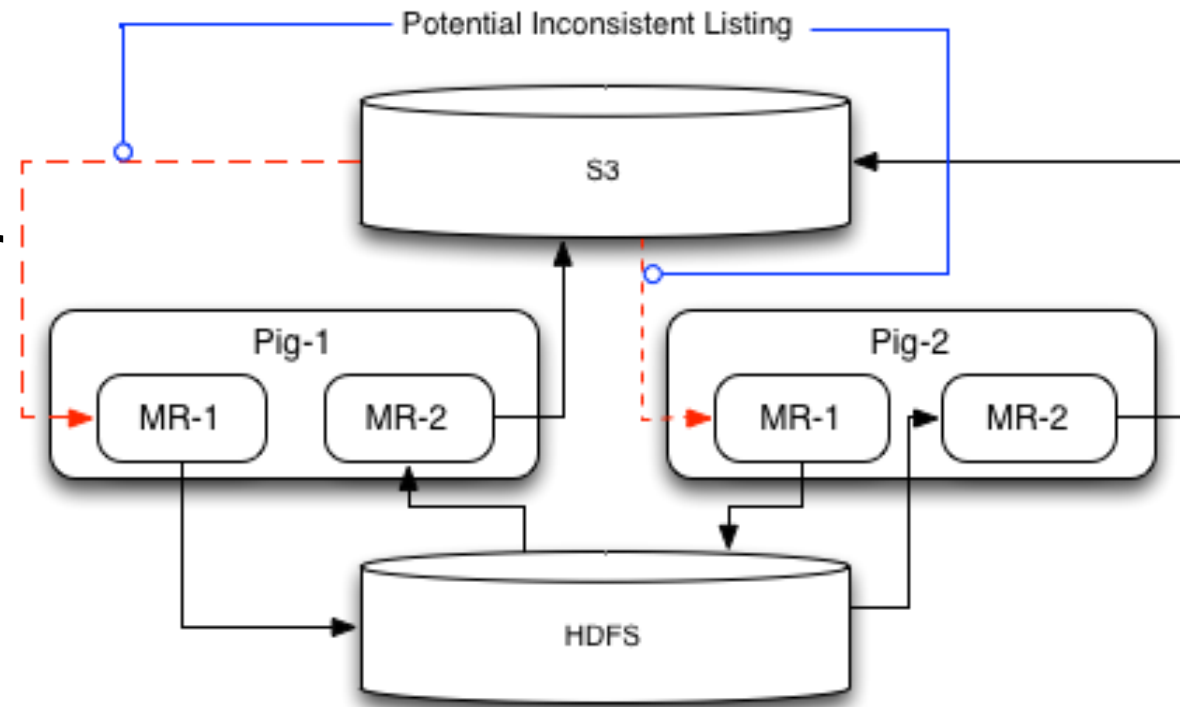 Potential Inconsistent Listing
S3
Pig-1
Pig-2
MR-1
MR-2
MR-1
MR-2
HDFS